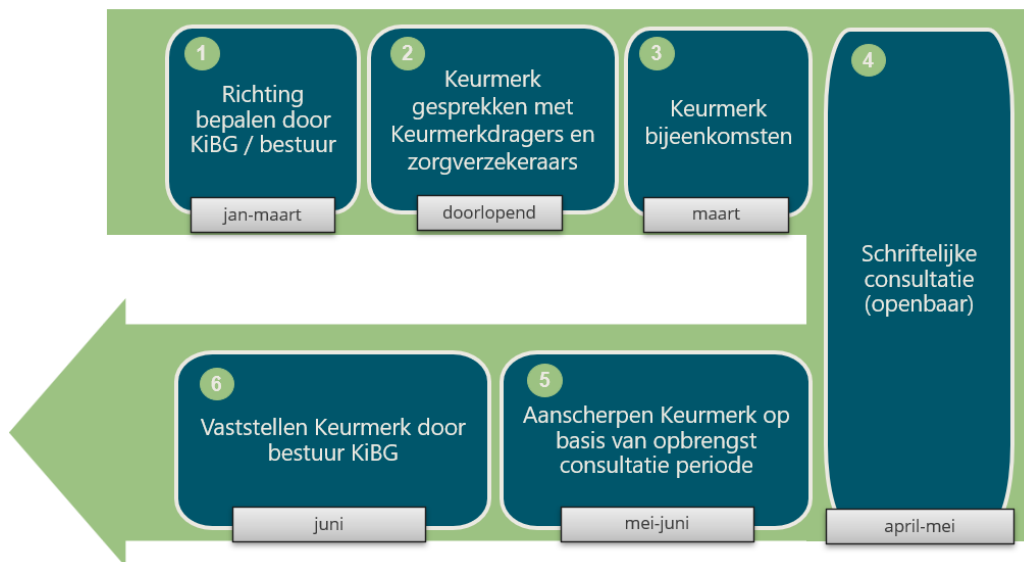 1
Richting
bepalen door
KiBG / bestuur
jan-maart
2
Keurmerk
gesprekken met
Keurmerkdragers en
zorgverzekeraars
doorlopend
3
Keurmerk
bijeenkomsten
maart
4
Schriftelijke
consultatie
(openbaar)
april-mei
5
Aanscherpen Keurmerk op
basis van opbrengst
consultatie periode
mei-juni
6
Vaststellen Keurmerk door
bestuur KiBG
juni